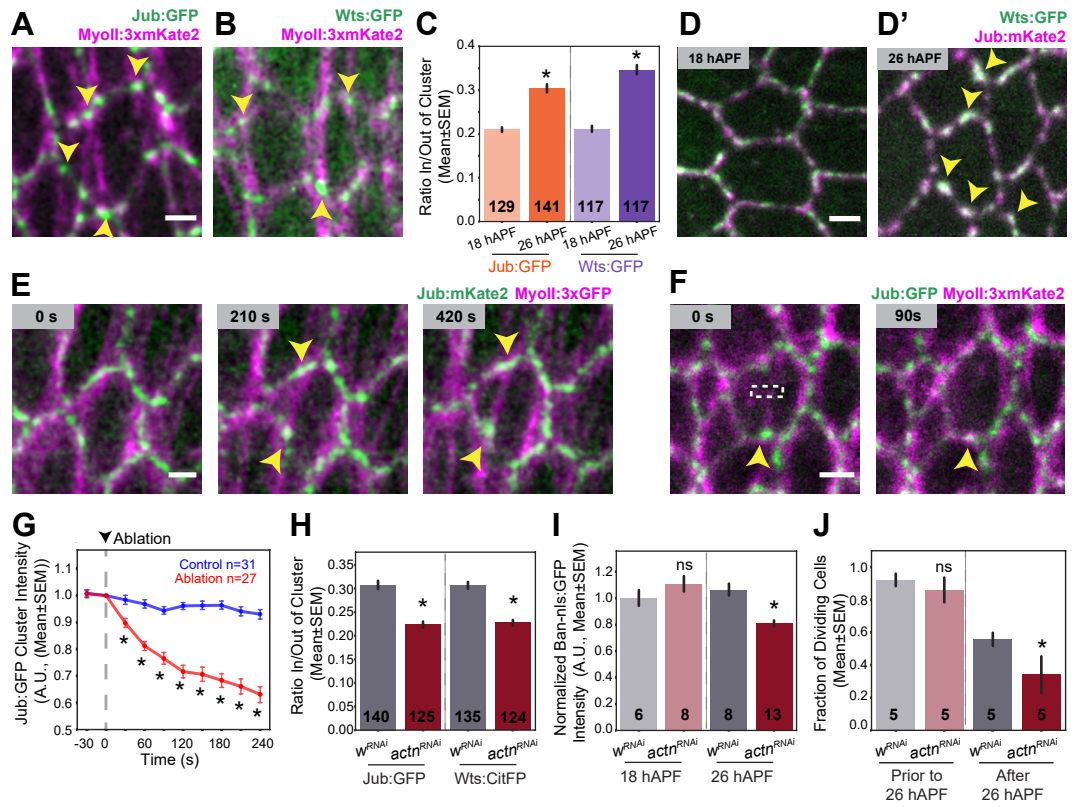 A
Jub:GFP
MyoII:3xmKate2
B
Wts:GFP
MyoII:3xmKate2
C
Ratio In/Out of Cluster
(Mean±SEM)
0.4
0.3
0.2
0.1
0.0
*
*
129
141
117
117
18 hAPF
26 hAPF
18 hAPF
26 hAPF
Jub:GFP
Wts:GFP
D
18 hAPF
D'
Wts:GFP
Jub:mKate2
26 hAPF
E
Jub:mKate2 MyoII:3xGFP
0 s
210 s
420 s
F
Jub:GFP MyoII:3xmKate2
0 s
90s
G
Ablation
Jub:GFP Cluster Intensity
(A.U., (Mean±SEM))
1.1
1.0
0.9
0.8
0.7
0.6
0.5
Control n=31
Ablation n=27
* * * * * * * *
-30 0 60 120 180 240
Time (s)
H
Ratio In/Out of Cluster
(Mean±SEM)
0.35
0.30
0.25
0.20
0.15
0.10
0.05
0.00
*
*
140
125
135
124
wRNAi
actnRNAi
wRNAi
actnRNAi
Jub:GFP
Wts:CitFP
I
Normalized Ban-nls:GFP
Intensity (A.U., Mean±SEM)
1.2
1.0
0.8
0.6
0.4
0.2
0.0
ns
*
6
8
8
13
wRNAi
actnRNAi
wRNAi
actnRNAi
18 hAPF
26 hAPF
J
Fraction of Dividing Cells
(Mean±SEM)
1.0
0.8
0.6
0.4
0.2
0.0
ns
*
5
5
5
5
wRNAi
actnRNAi
wRNAi
actnRNAi
Prior to
26 hAPF
After
26 hAPF